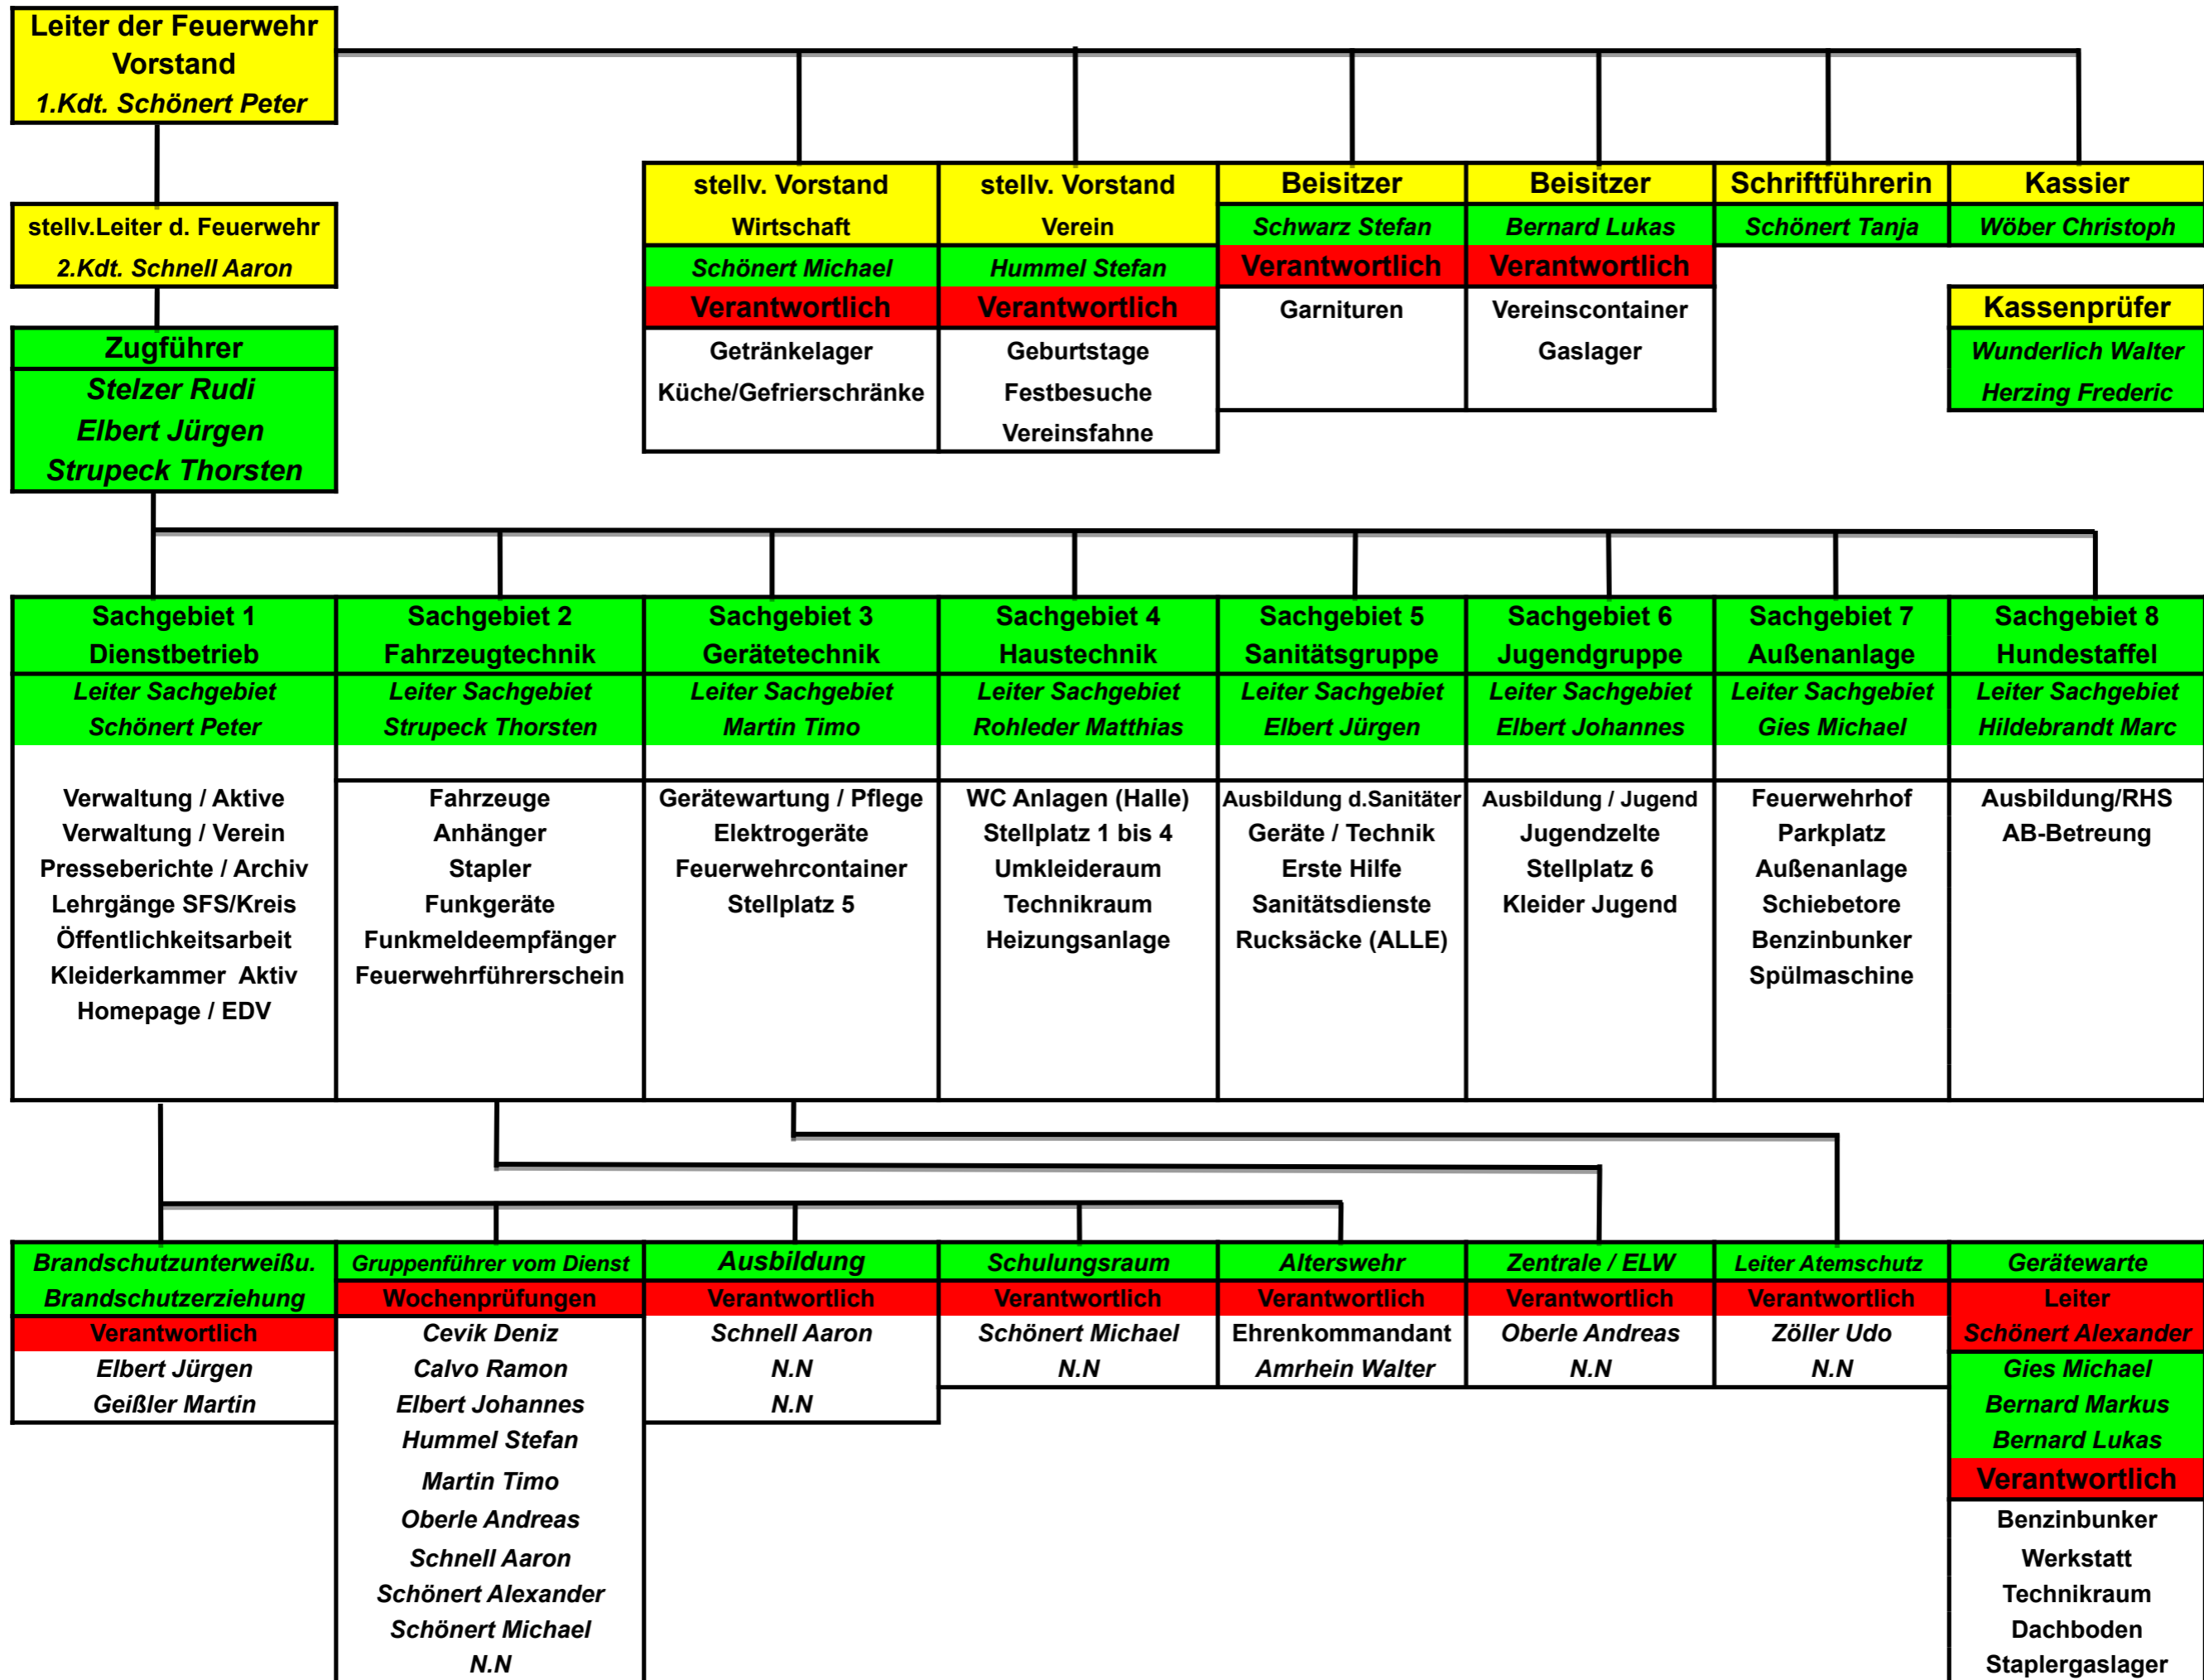 Leiter der Feuerwehr
Vorstand
1.Kdt. Schönert Peter
stellv.Leiter d. Feuerwehr
2.Kdt. Schnell Aaron
Zugführer
Stelzer Rudi
Elbert Jürgen
Strupeck Thorsten
stellv. Vorstand
Wirtschaft
Schönert Michael
Verantwortlich
Getränkelager
Küche/Gefrierschränke
stellv. Vorstand
Verein
Hummel Stefan
Verantwortlich
Geburtstage
Festbesuche
Vereinsfahne
Beisitzer
Schwarz Stefan
Verantwortlich
Garnituren
Beisitzer
Bernard Lukas
Verantwortlich
Vereinscontainer
Gaslager
Schriftführerin
Schönert Tanja
Kassier
Wöber Christoph
Kassenprüfer
Wunderlich Walter
Herzing Frederic
Sachgebiet 1
Dienstbetrieb
Leiter Sachgebiet
Schönert Peter
Verwaltung / Aktive
Verwaltung / Verein
Presseberichte / Archiv
Lehrgänge SFS/Kreis
Öffentlichkeitsarbeit
Kleiderkammer Aktiv
Homepage / EDV
Sachgebiet 2
Fahrzeugtechnik
Leiter Sachgebiet
Strupeck Thorsten
Fahrzeuge
Anhänger
Stapler
Funkgeräte
Funkmeldeempfänger
Feuerwehrführerschein
Sachgebiet 3
Gerätetechnik
Leiter Sachgebiet
Martin Timo
Gerätewartung / Pflege
Elektrogeräte
Feuerwehrcontainer
Stellplatz 5
Sachgebiet 4
Haustechnik
Leiter Sachgebiet
Rohleder Matthias
WC Anlagen (Halle)
Stellplatz 1 bis 4
Umkleideraum
Technikraum
Heizungsanlage
Sachgebiet 5
Sanitätsgruppe
Leiter Sachgebiet
Elbert Jürgen
Ausbildung d.Sanitäter
Geräte / Technik
Erste Hilfe
Sanitätsdienste
Rucksäcke (ALLE)
Sachgebiet 6
Jugendgruppe
Leiter Sachgebiet
Elbert Johannes
Ausbildung / Jugend
Jugendzelte
Stellplatz 6
Kleider Jugend
Sachgebiet 7
Außenanlage
Leiter Sachgebiet
Gies Michael
Feuerwehrhof
Parkplatz
Außenanlage
Schiebetore
Benzinbunker
Spülmaschine
Sachgebiet 8
Hundestaffel
Leiter Sachgebiet
Hildebrandt Marc
Ausbildung/RHS
AB-Betreung
Brandschutzunterweißu.
Brandschutzerziehung
Verantwortlich
Elbert Jürgen
Geißler Martin
Gruppenführer vom Dienst
Wochenprüfungen
Cevik Deniz
Calvo Ramon
Elbert Johannes
Hummel Stefan
Martin Timo
Oberle Andreas
Schnell Aaron
Schönert Alexander
Schönert Michael
N.N
Ausbildung
Verantwortlich
Schnell Aaron
N.N
N.N
Schulungsraum
Verantwortlich
Schönert Michael
N.N
Alterswehr
Verantwortlich
Ehrenkommandant
Amrhein Walter
Zentrale / ELW
Verantwortlich
Oberle Andreas
N.N
Leiter Atemschutz
Verantwortlich
Zöller Udo
N.N
Gerätewarte
Leiter
Schönert Alexander
Gies Michael
Bernard Markus
Bernard Lukas
Verantwortlich
Benzinbunker
Werkstatt
Technikraum
Dachboden
Staplergaslager